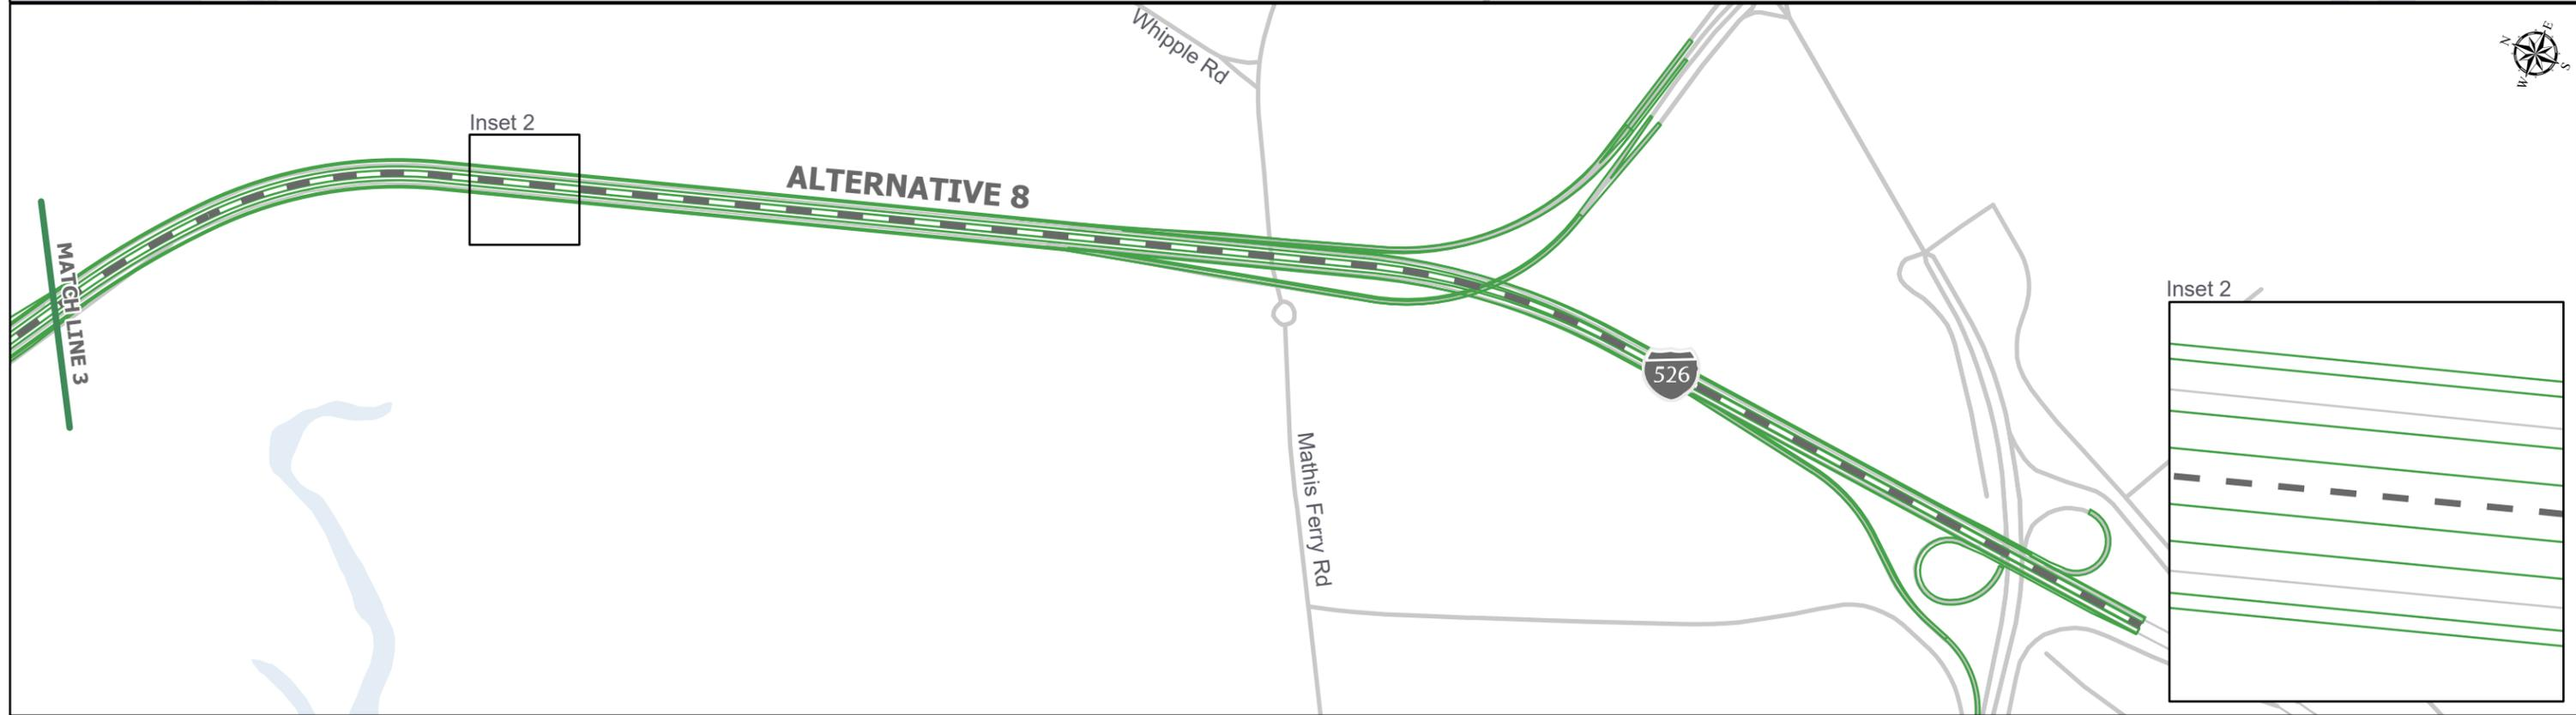 Whipple Rd
N
E
W
S
Inset 2
ALTERNATIVE 8
MATCH LINE 3
Inset 2
526
Mathis Ferry Rd